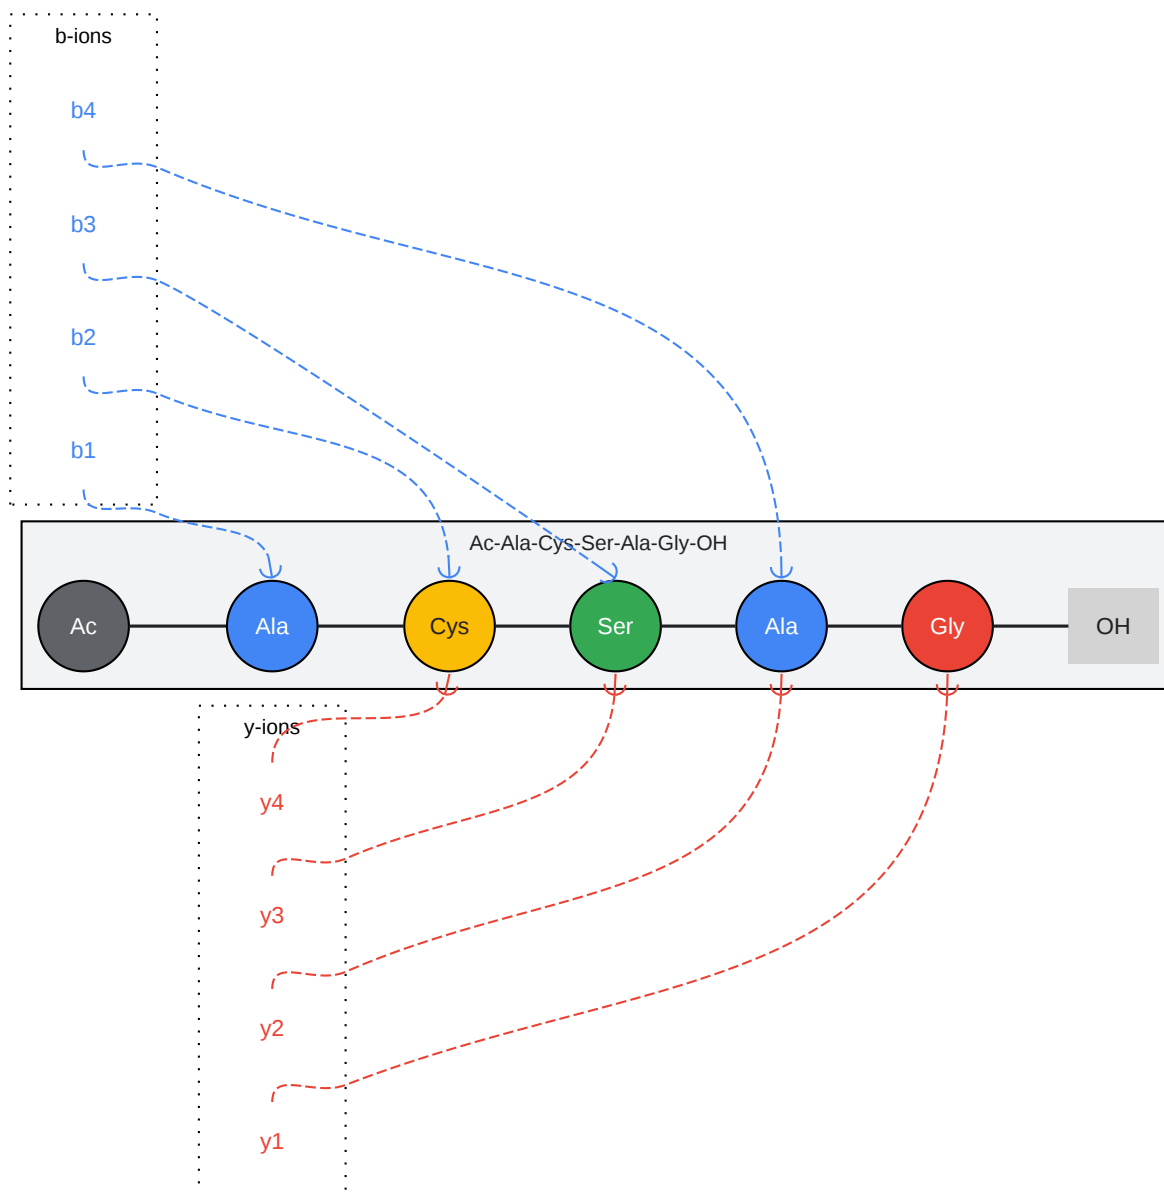 b-ions
b4
b3
b2
b1
Ac-Ala-Cys-Ser-Ala-Gly-OH
Ac
Ala
Cys
Ser
Ala
Gly
OH
y-ions
y4
y3
y2
y1